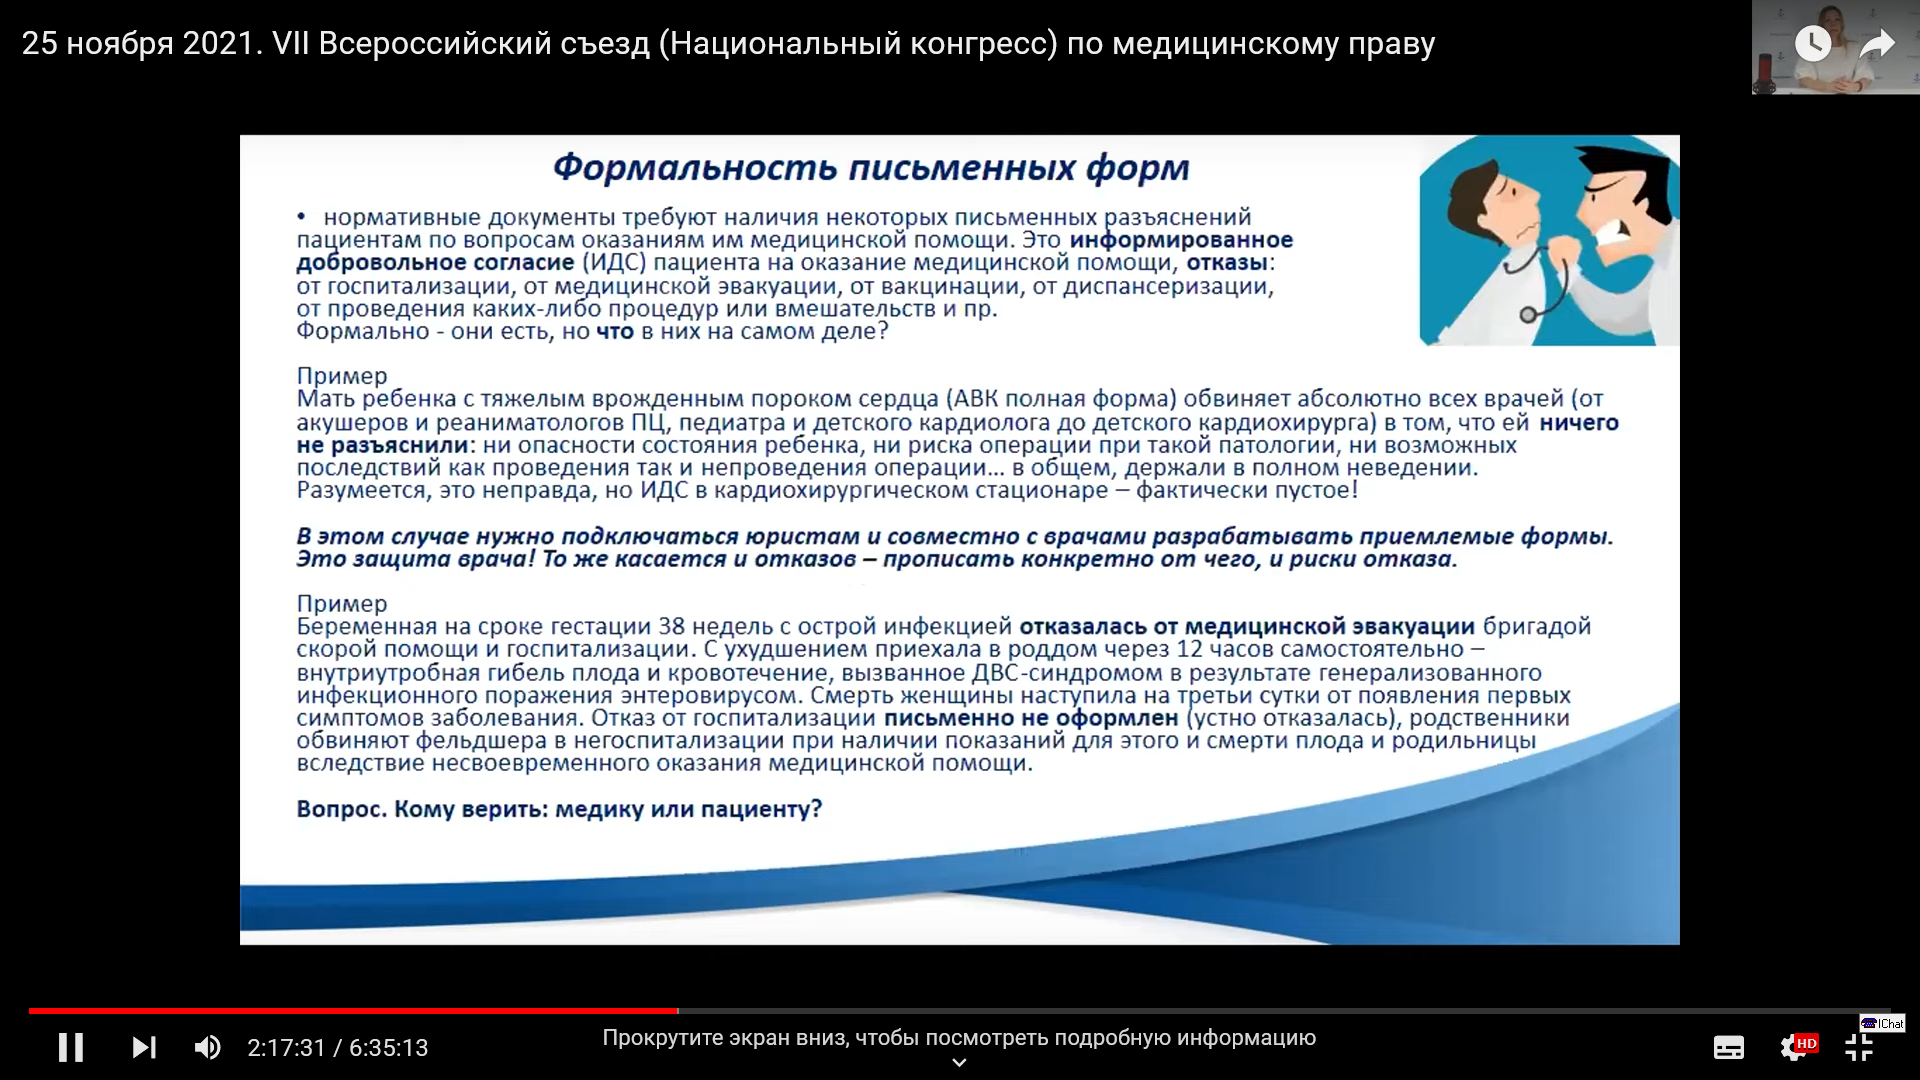 25 ноября 2021. VII Всероссийский съезд (Национальный конгресс) по медицинскому праву
Формальность письменных форм
• нормативные документы требуют наличия некоторых письменных разъяснений
пациентам по вопросам оказаниям им медицинской помощи. Это информированное
добровольное согласие (ИДС) пациента на оказание медицинской помощи, отказы:
от госпитализации, от медицинской эвакуации, от вакцинации, от диспансеризации,
от проведения каких-либо процедур или вмешательств и пр.
Формально - они есть, но что в них на самом деле?
Пример
Мать ребенка с тяжелым врожденным пороком сердца (АВК полная форма) обвиняет абсолютно всех врачей (от
акушеров и реаниматологов ПЦ, педиатра и детского кардиолога до детского кардиохирурга) в том, что ей ничего
не разъяснили: ни опасности состояния ребенка, ни риска операции при такой патологии, ни возможных
последствий как проведения так и непроведения операции... в общем, держали в полном неведении.
Разумеется, это неправда, но ИДС в кардиохирургическом стационаре – фактически пустое!
В этом случае нужно подключаться юристам и совместно с врачами разрабатывать приемлемые формы.
Это защита врача! То же касается и отказов – прописать конкретно от чего, и риски отказа.
Пример
Беременная на сроке гестации 38 недель с острой инфекцией отказалась от медицинской эвакуации бригадой
скорой помощи и госпитализации. С ухудшением приехала в роддом через 12 часов самостоятельно –
внутриутробная гибель плода и кровотечение, вызванное ДВС-синдромом в результате генерализованного
инфекционного поражения энтеровирусом. Смерть женщины наступила на третьи сутки от появления первых
симптомов заболевания. Отказ от госпитализации письменно не оформлен (устно отказалась), родственники
обвиняют фельдшера в негоспитализации при наличии показаний для этого и смерти плода и родильницы
вследствие несвоевременного оказания медицинской помощи.
Вопрос. Кому верить: медику или пациенту?
IChat
2:17:31 / 6:35:13
Прокрутите экран вниз, чтобы посмотреть подробную информацию
HD